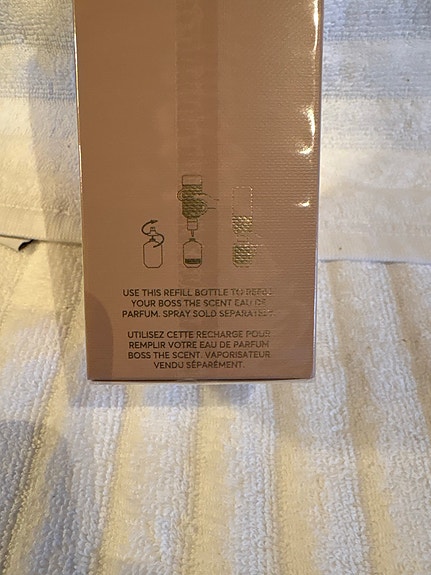 USE THIS REFILL BOTTLE TO REFILL
YOUR BOSS THE SCENT EAU DE
PARFUM. SPRAY SOLD SEPARATELY.
UTILISEZ CETTE RECHARGE POUR
REMPLIR VOTRE EAU DE PARFUM
BOSS THE SCENT. VAPORISATEUR
VENDU SÉPARÉMENT.